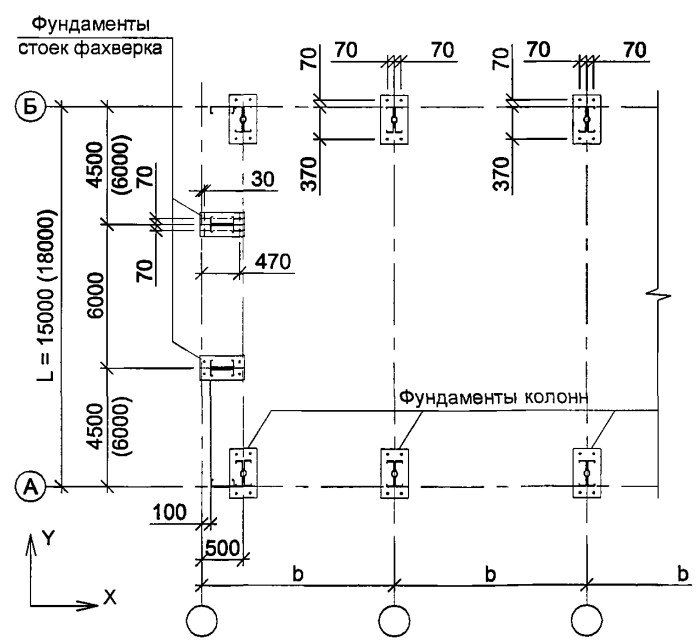 Фундаменты
стоек фахверка
70
70
70
70
70
70
370
370
Б
4500
(6000)
70
30
L = 15000 (18000)
6000
70
470
4500
(6000)
Фундаменты колонн
А
100
500
Y
X
b
b
b